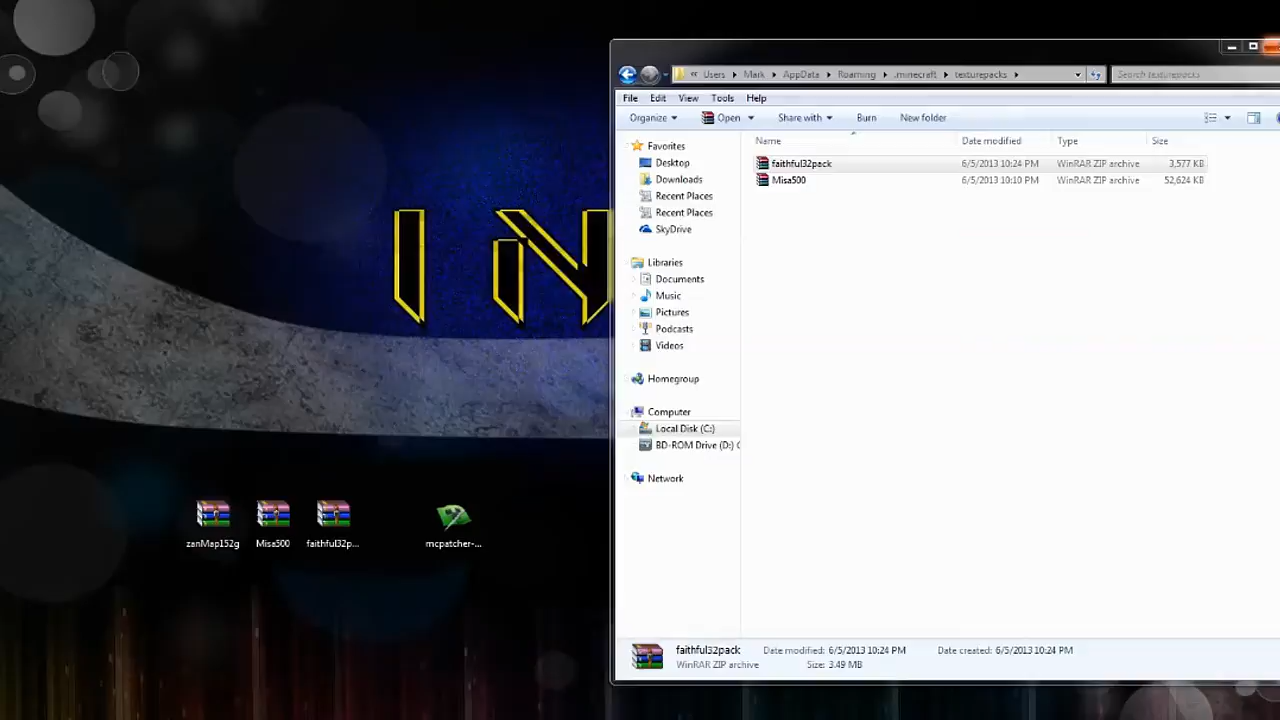 IN
« Users Mark AppData Roaming .minecraft texturepacks
Search texturepacks
File Edit View Tools Help
Organize Open Share with Burn New folder
Name Date modified Type Size
Favorites
Desktop
Downloads
Recent Places
Recent Places
SkyDrive
Libraries
Documents
Music
Pictures
Podcasts
Videos
Homegroup
Computer
Local Disk (C:)
BD-ROM Drive (D:) C
Network
faithful32pack 6/5/2013 10:24 PM WinRAR ZIP archive 3,577 KB
Misa500 6/5/2013 10:10 PM WinRAR ZIP archive 52,624 KB
zanMap152g
Misa500
faithful32p...
mcpatcher-...
faithful32pack Date modified: 6/5/2013 10:24 PM Date created: 6/5/2013 10:24 PM
WinRAR ZIP archive Size: 3.49 MB